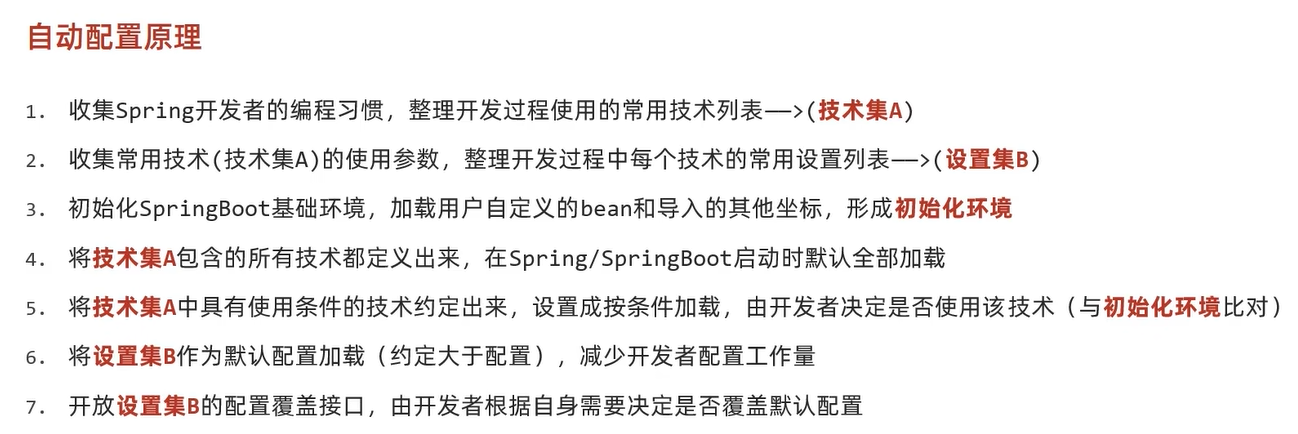 自动配置原理
1. 收集Spring开发者的编程习惯，整理开发过程使用的常用技术列表——>(技术集A)
2. 收集常用技术(技术集A)的使用参数，整理开发过程中每个技术的常用设置列表——>(设置集B)
3. 初始化SpringBoot基础环境，加载用户自定义的bean和导入的其他坐标，形成初始化环境
4. 将技术集A包含的所有技术都定义出来，在Spring/SpringBoot启动时默认全部加载
5. 将技术集A中具有使用条件的技术约定出来，设置成按条件加载，由开发者决定是否使用该技术（与初始化环境比对）
6. 将设置集B作为默认配置加载（约定大于配置），减少开发者配置工作量
7. 开放设置集B的配置覆盖接口，由开发者根据自身需要决定是否覆盖默认配置